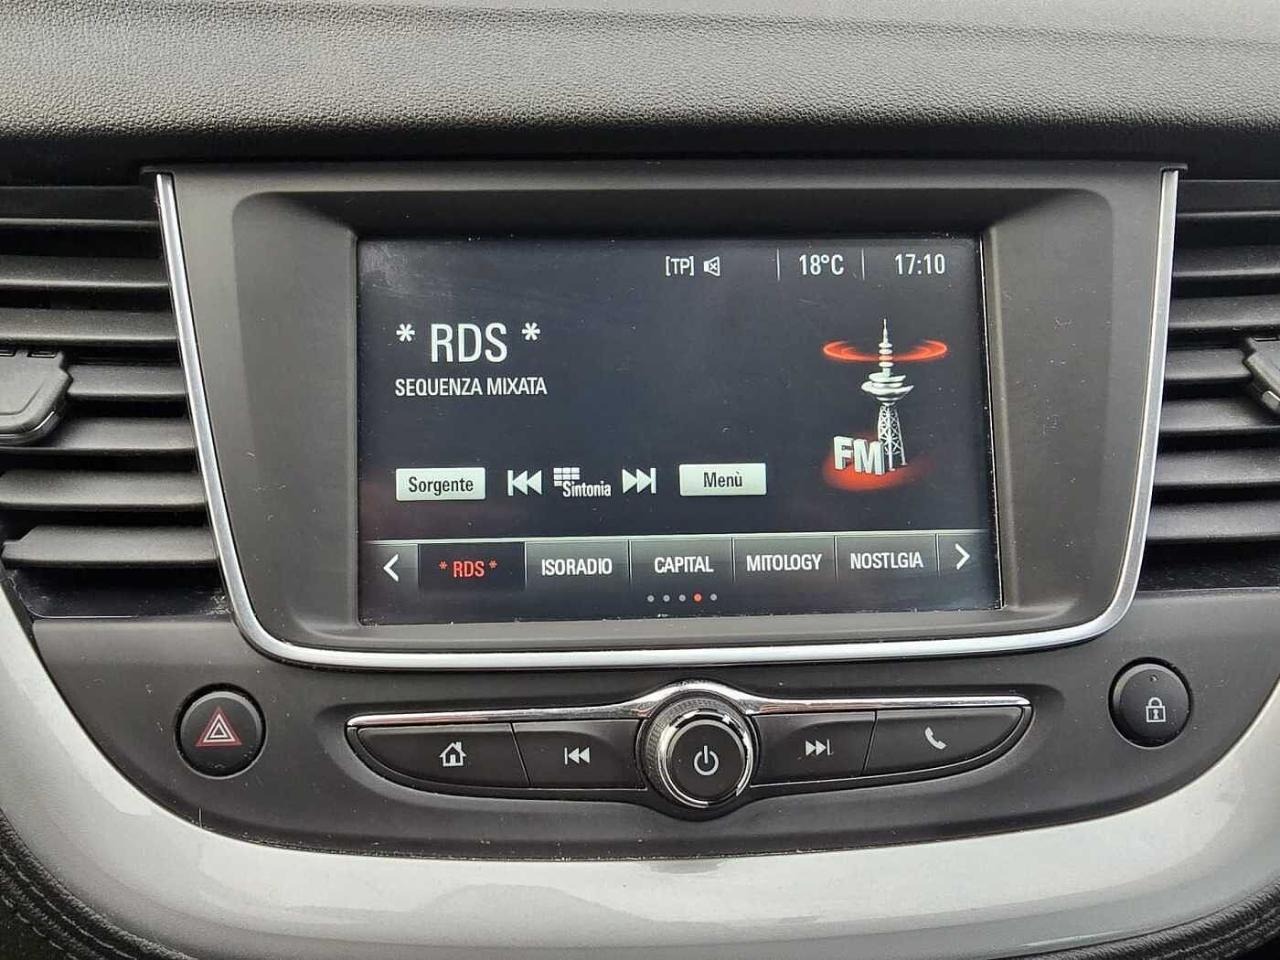 [TP] 18°C 17:10
* RDS *
SEQUENZA MIXATA
FM
Sorgente Sintonia Menù
* RDS * ISORADIO CAPITAL MITOLOGY NOSTLGIA